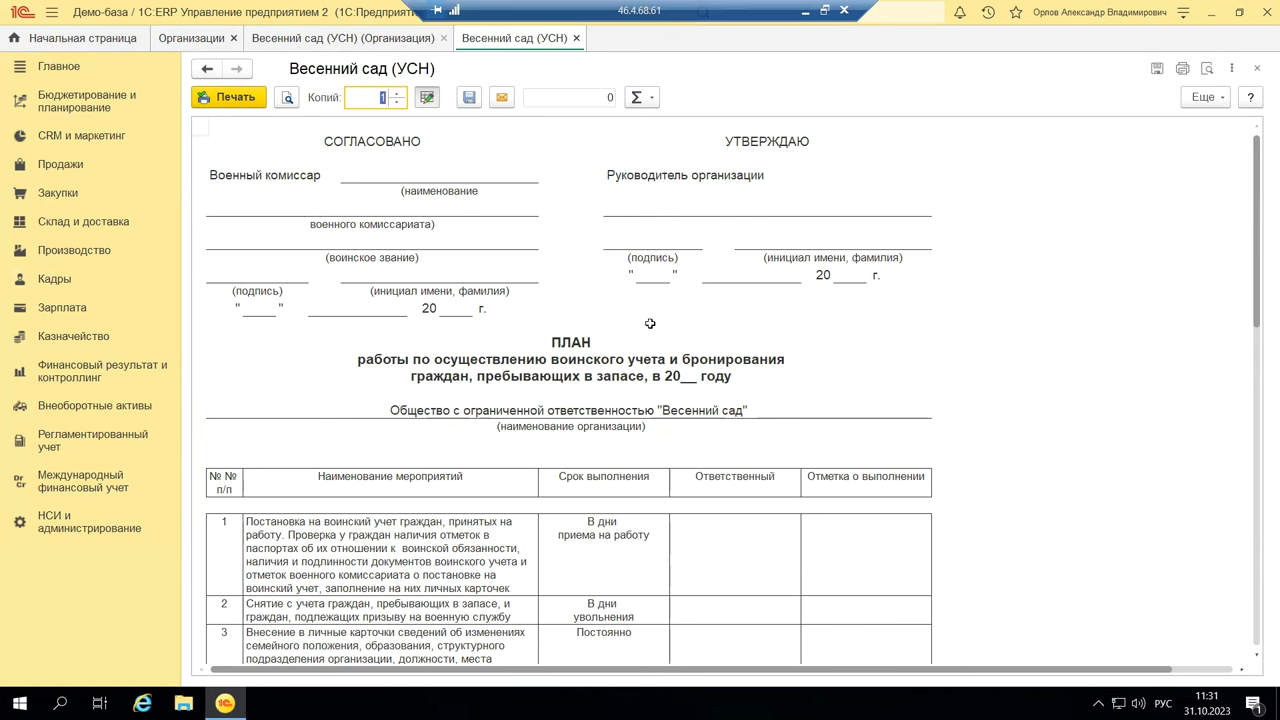 Демо-база / 1С:ERP Управление предприятием 2 (1С:Предприяти
46.4.68.61
Орлов Александр Владимирович
Начальная страница
Организации
Весенний сад (УСН) (Организация)
Весенний сад (УСН)
Главное
Бюджетирование и
планирование
CRM и маркетинг
Продажи
Закупки
Склад и доставка
Производство
Кадры
Зарплата
Казначейство
Финансовый результат и
контроллинг
Внеоборотные активы
Регламентированный
учет
Международный
финансовый учет
НСИ и
администрирование
Весенний сад (УСН)
Печать
Копий: 1
0
Σ
Еще
?
СОГЛАСОВАНО
УТВЕРЖДАЮ
Военный комиссар
(наименование
Руководитель организации
военного комиссариата)
(воинское звание)
(подпись) (инициал имени, фамилия)
" _____ " 20 _____ г.
(подпись) (инициал имени, фамилия)
" _____ " 20 _____ г.
ПЛАН
работы по осуществлению воинского учета и бронирования
граждан, пребывающих в запасе, в 20__ году
Общество с ограниченной ответственностью "Весенний сад"
(наименование организации)
№ №
п/п
Наименование мероприятий
Срок выполнения
Ответственный
Отметка о выполнении
1
Постановка на воинский учет граждан, принятых на
работу. Проверка у граждан наличия отметок в
паспортах об их отношении к воинской обязанности,
наличия и подлинности документов воинского учета и
отметок военного комиссариата о постановке на
воинский учет, заполнение на них личных карточек
В дни
приема на работу
2
Снятие с учета граждан, пребывающих в запасе, и
граждан, подлежащих призыву на военную службу
В дни
увольнения
3
Внесение в личные карточки сведений об изменениях
семейного положения, образования, структурного
подразделения организации, должности, места
Постоянно
РУС
11:31
31.10.2023
1